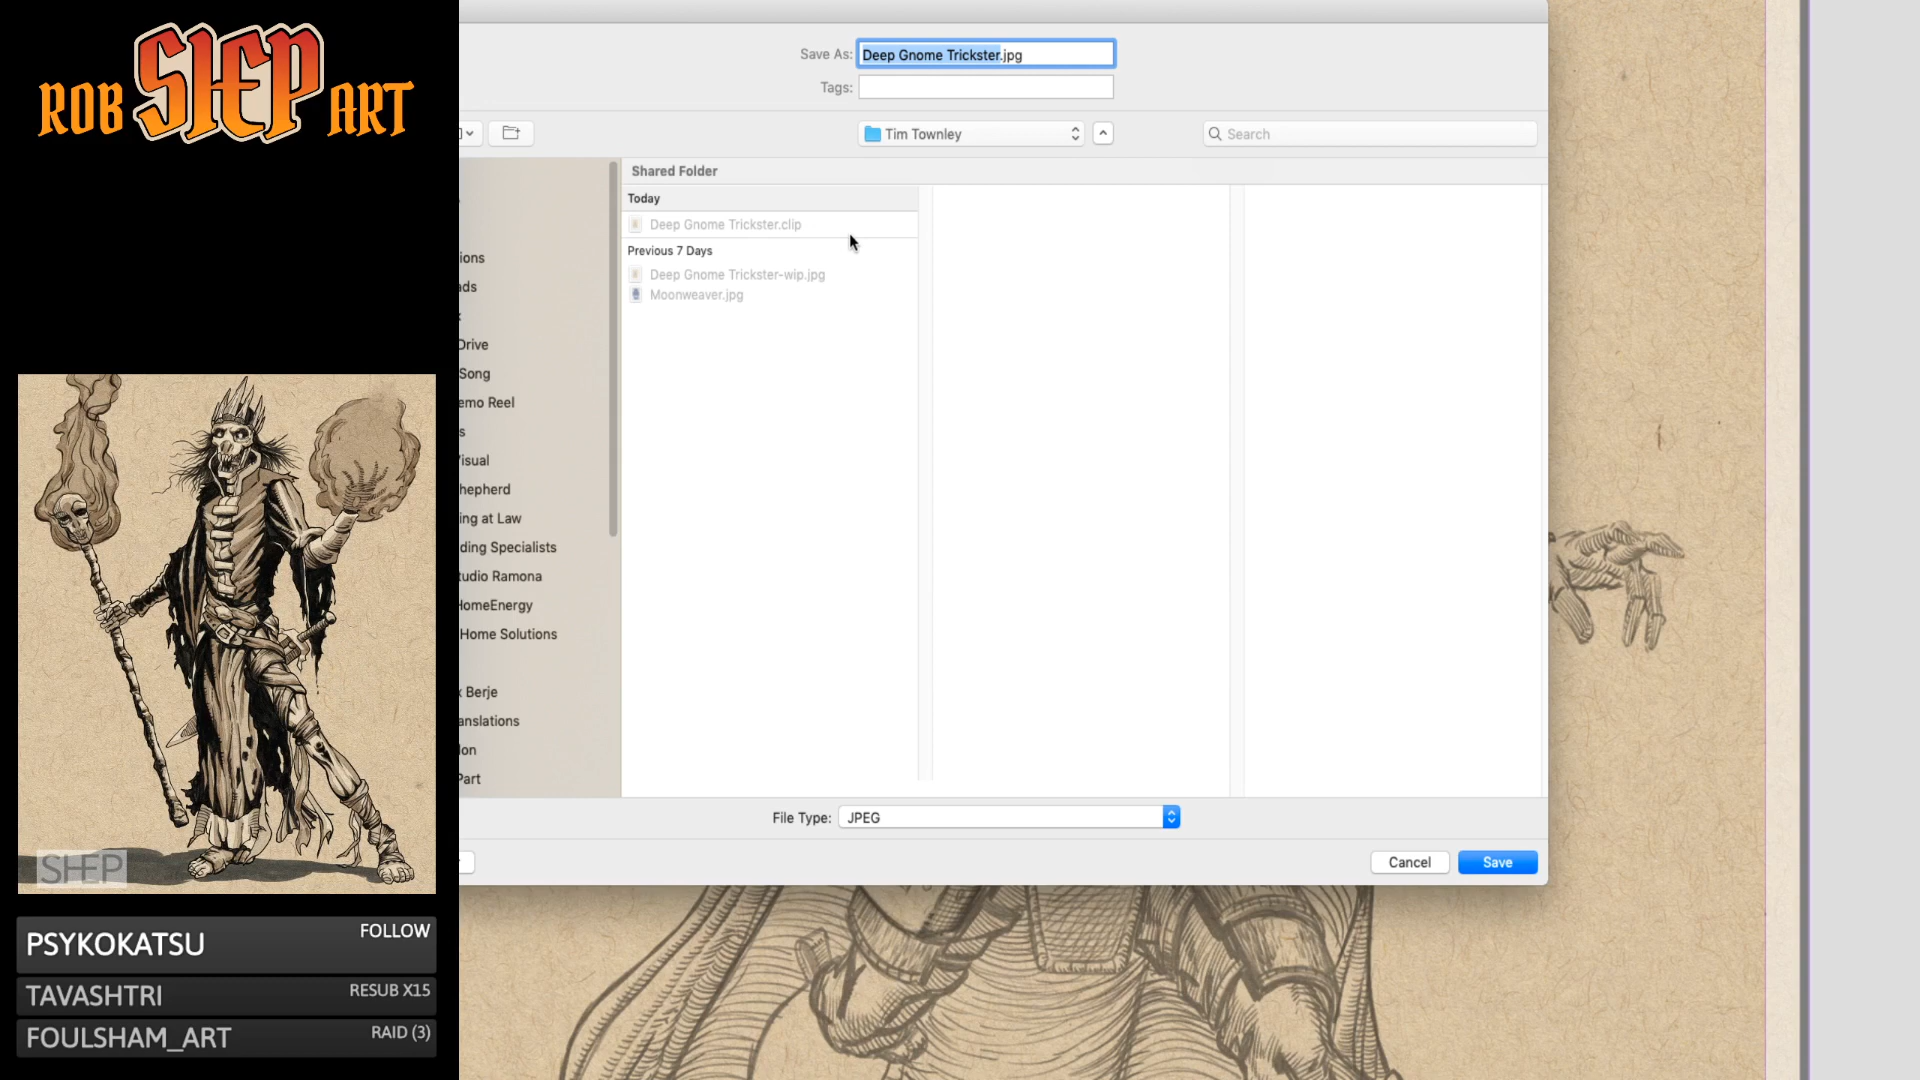 ROB SHEP ART
SHEP
PSYKOKATSU FOLLOW
TAVASHTRI RESUB X15
FOULSHAM_ART RAID (3)
Save As: Deep Gnome Trickster.jpg
Tags:
Tim Townley
Search
Shared Folder
Today
Deep Gnome Trickster.clip
Previous 7 Days
Deep Gnome Trickster-wip.jpg
Moonweaver.jpg
ions
ads
Drive
Song
emo Reel
s
isual
hepherd
ing at Law
ding Specialists
tudio Ramona
HomeEnergy
Home Solutions
x Berje
anslations
lon
Part
File Type: JPEG
Cancel
Save